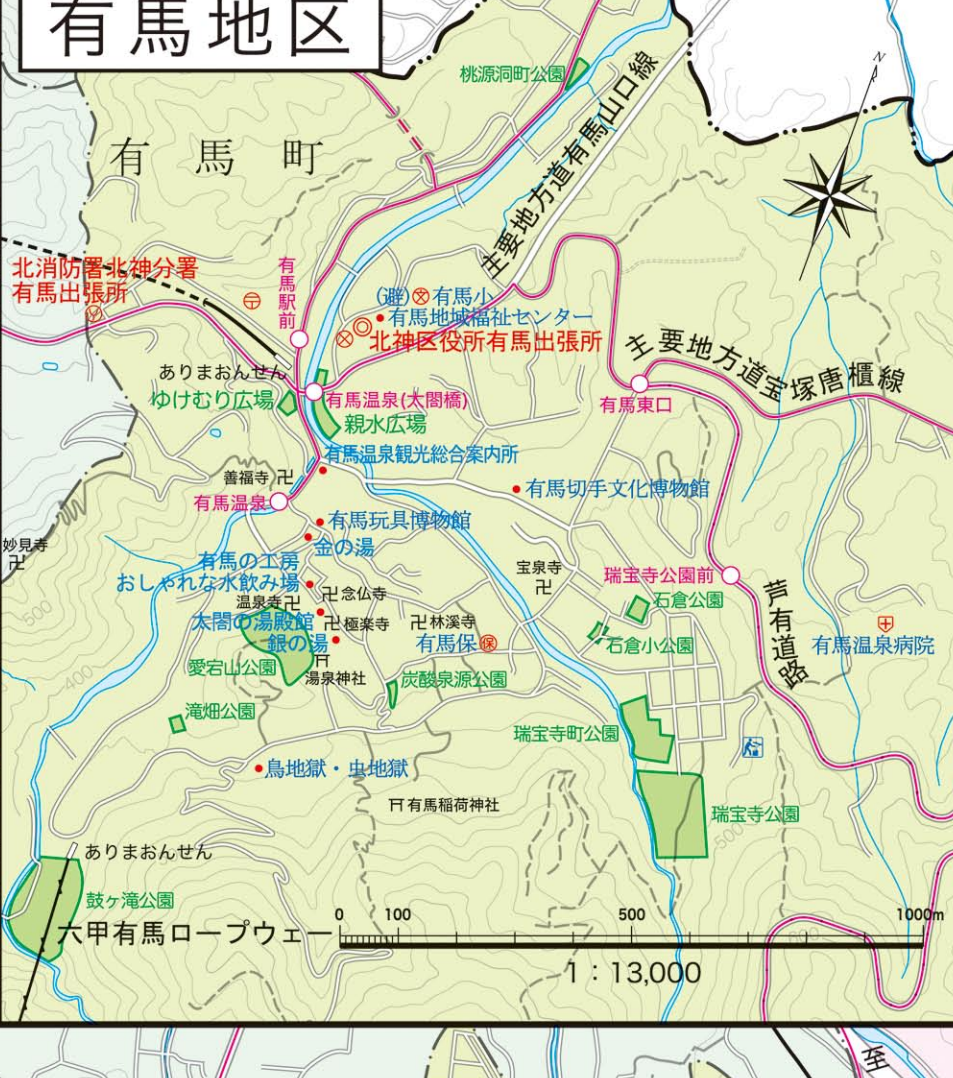 有馬地区
桃源洞町公園
N
主要地方道有馬山口線
有馬町
北消防署北神分署
有馬出張所
有馬駅前
(避)有馬小
有馬地域福祉センター
北神区役所有馬出張所
主要地方道宝塚唐櫃線
ありまおんせん
ゆけむり広場
有馬温泉(太閤橋)
親水広場
有馬東口
有馬温泉観光総合案内所
善福寺
有馬温泉
有馬切手文化博物館
有馬玩具博物館
金の湯
妙見寺
有馬の工房
おしゃれな水飲み場
宝泉寺
瑞宝寺公園前
芦有道路
温泉寺
念仏寺
石倉公園
太閤の湯殿館
極楽寺
林溪寺
銀の湯
有馬保
保
石倉小公園
有馬温泉病院
愛宕山公園
湯泉神社
炭酸泉源公園
滝畑公園
瑞宝寺町公園
鳥地獄・虫地獄
有馬稲荷神社
瑞宝寺公園
500
400
500
ありまおんせん
鼓ヶ滝公園
六甲有馬ロープウェー
0 100 500 1000m
1:13,000
至